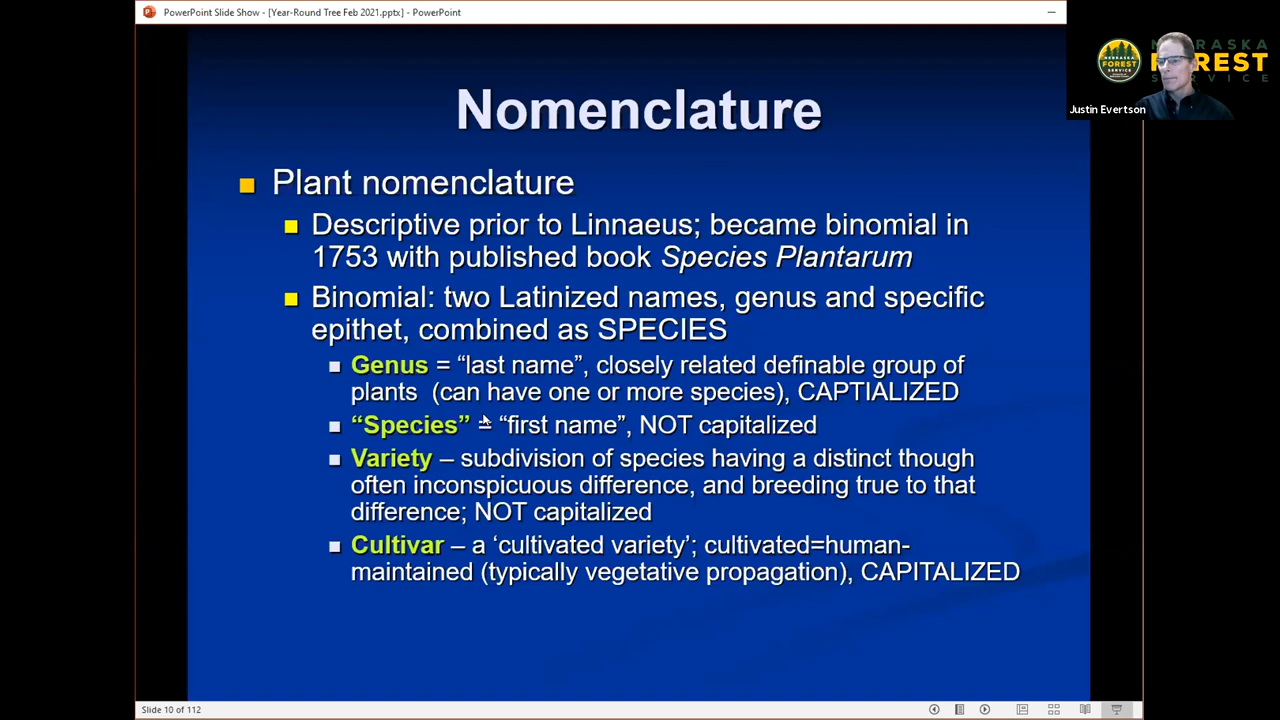 PowerPoint Slide Show - [Year-Round Tree Feb 2021.pptx] - PowerPoint
NEBRASKA
FOREST
SERVICE
Justin Evertson
Nomenclature
Plant nomenclature
Descriptive prior to Linnaeus; became binomial in
1753 with published book Species Plantarum
Binomial: two Latinized names, genus and specific
epithet, combined as SPECIES
Genus = “last name”, closely related definable group of
plants (can have one or more species), CAPTIALIZED
“Species” = “first name”, NOT capitalized
Variety – subdivision of species having a distinct though
often inconspicuous difference, and breeding true to that
difference; NOT capitalized
Cultivar – a ‘cultivated variety’; cultivated=human-
maintained (typically vegetative propagation), CAPITALIZED
Slide 10 of 112